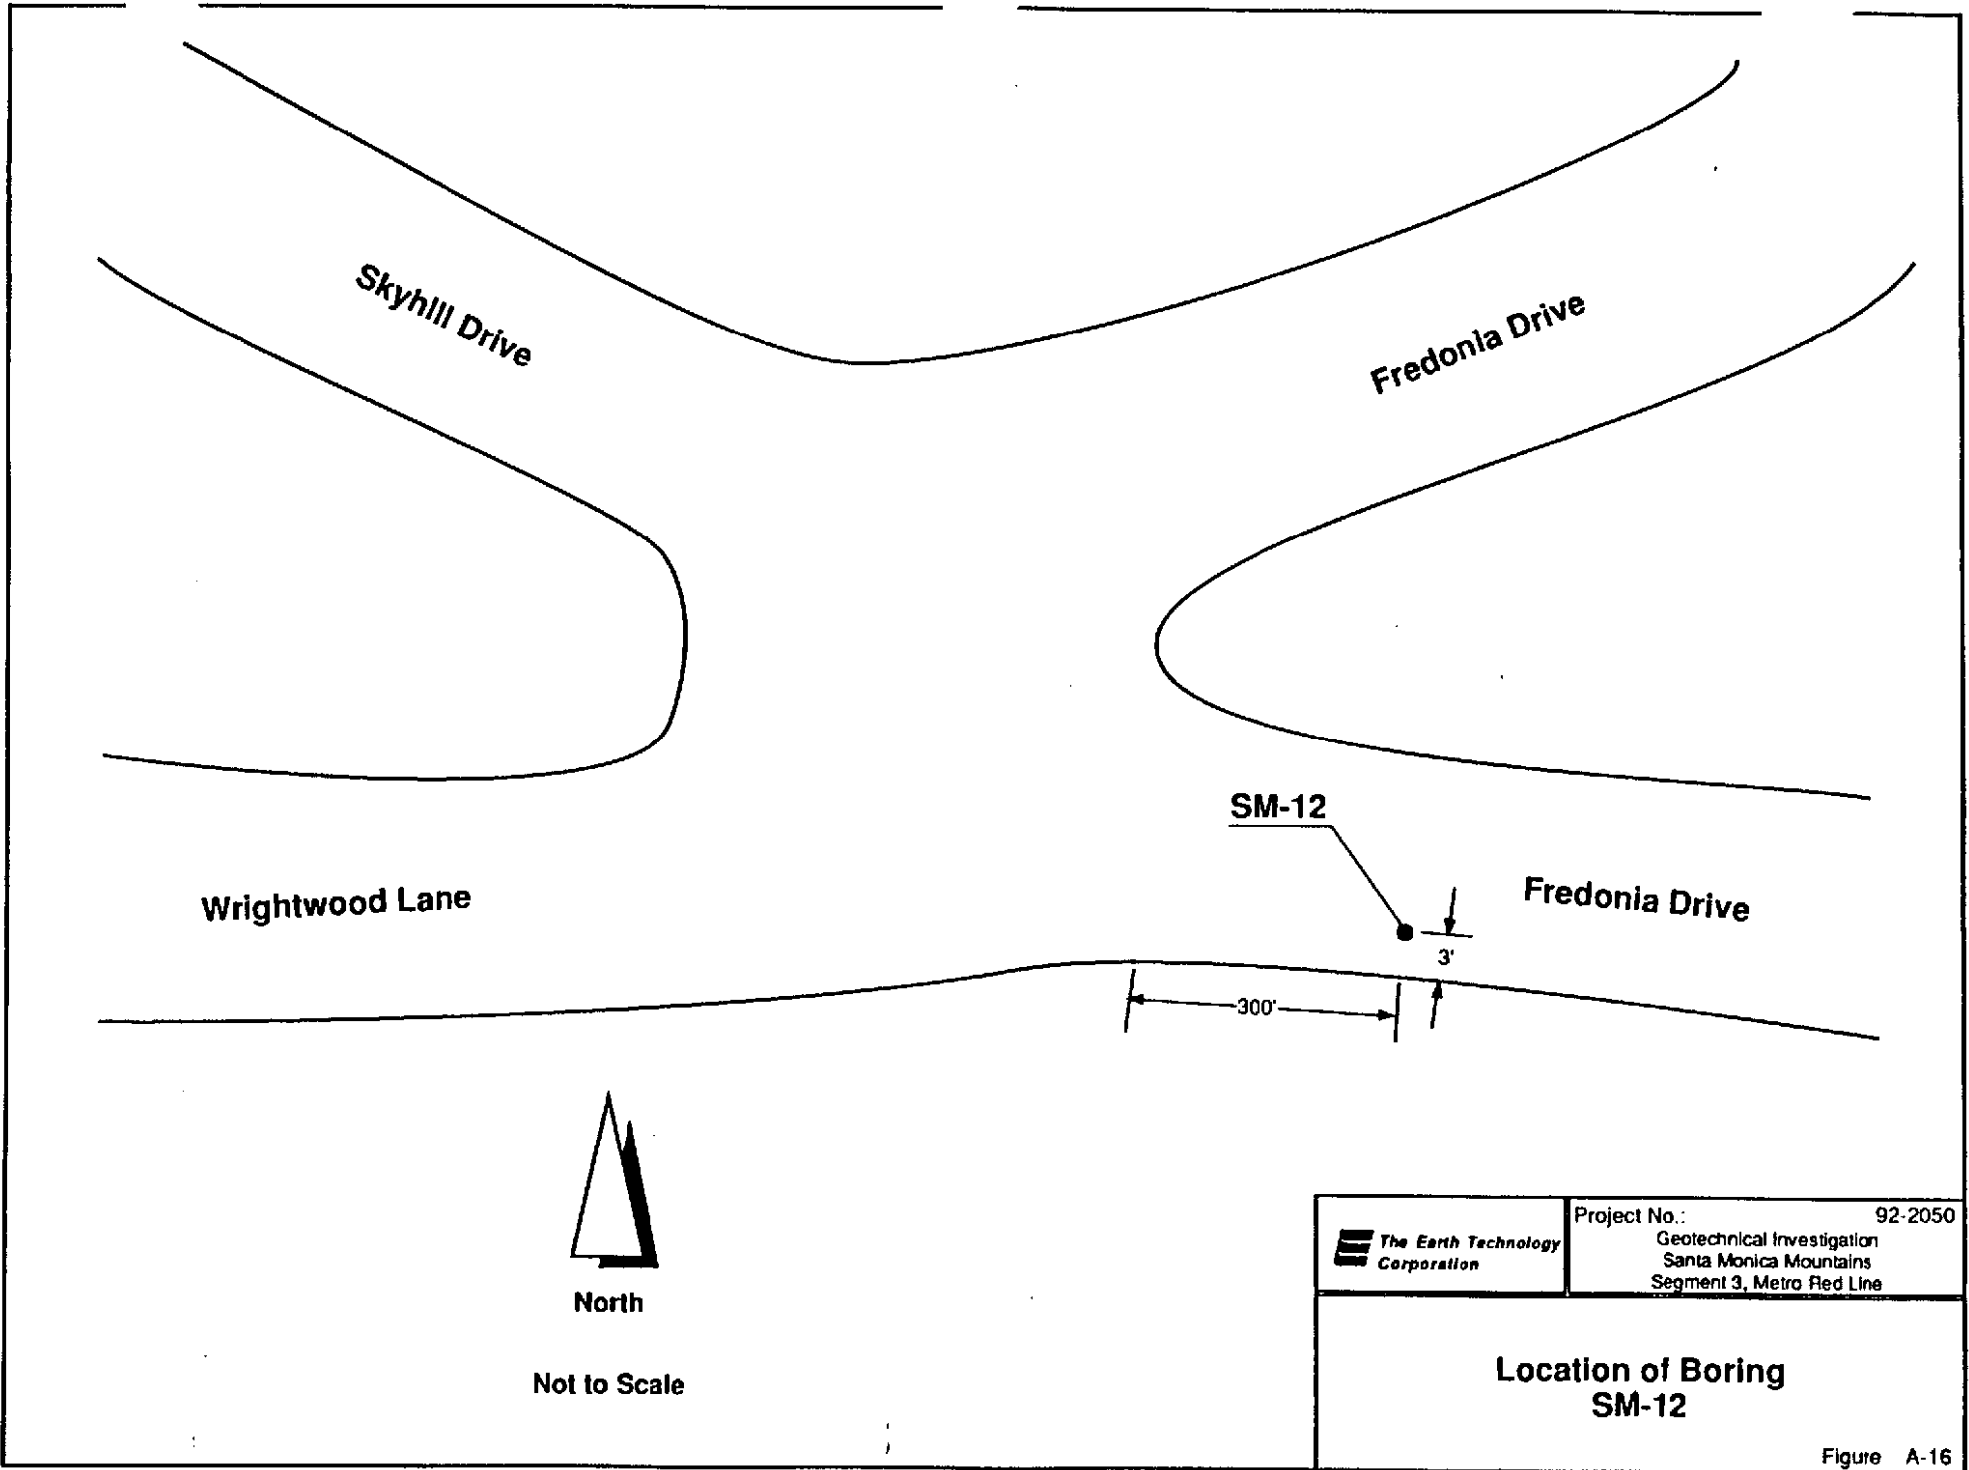 Skyhill Drive
Fredonia Drive
SM-12
Wrightwood Lane
Fredonia Drive
3'
300'
North
Not to Scale
The Earth Technology
Corporation
Project No.: 92-2050
Geotechnical Investigation
Santa Monica Mountains
Segment 3, Metro Red Line
Location of Boring
SM-12
Figure A-16